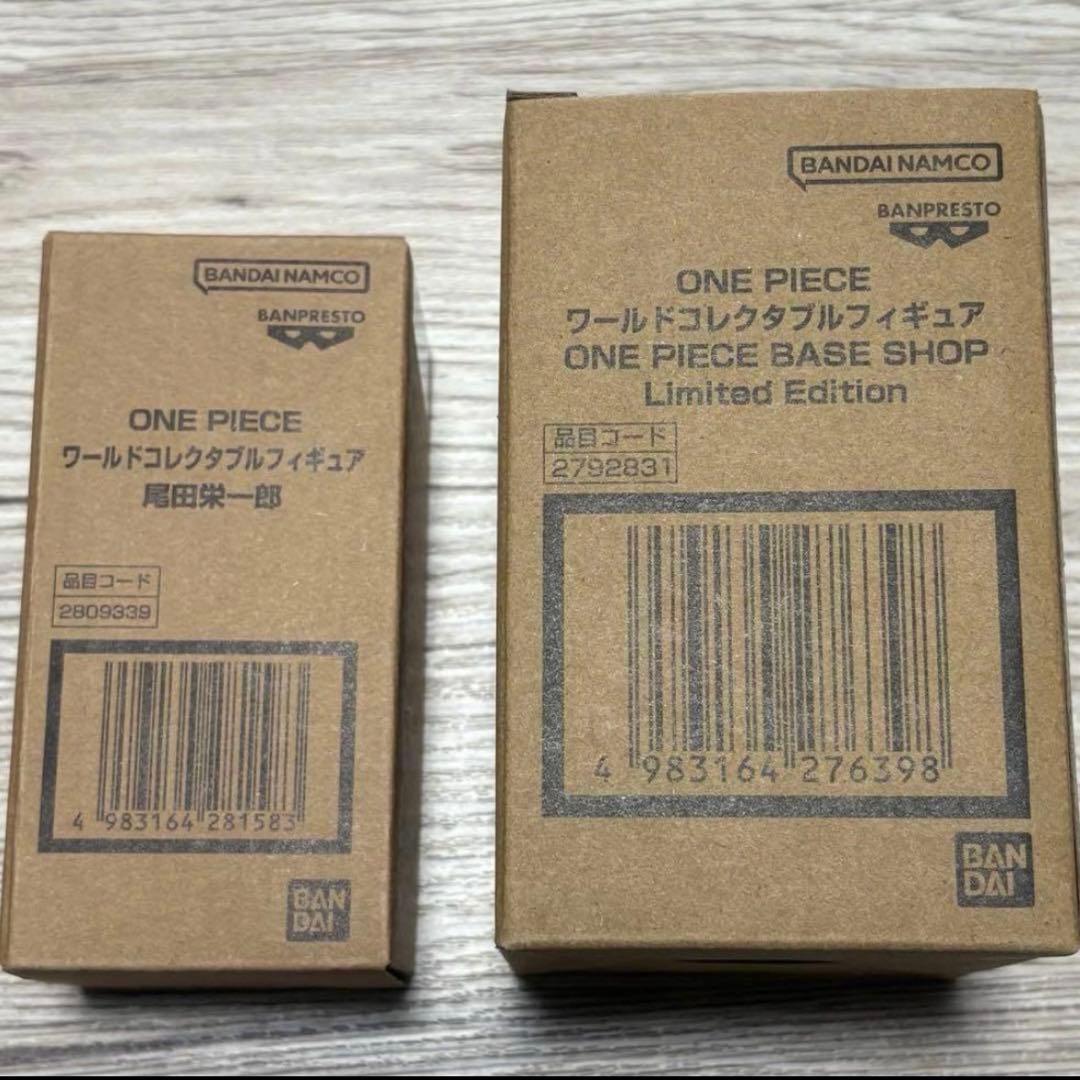 BANDAI NAMCO
BANPRESTO
ONE PIECE
ワールドコレクタブルフィギュア
尾田栄一郎
品目コード
2809339
4 983164 281583
BAN
DAI
BANDAI NAMCO
BANPRESTO
ONE PIECE
ワールドコレクタブルフィギュア
ONE PIECE BASE SHOP
Limited Edition
品目コード
2792831
4 983164 276398
BAN
DAI